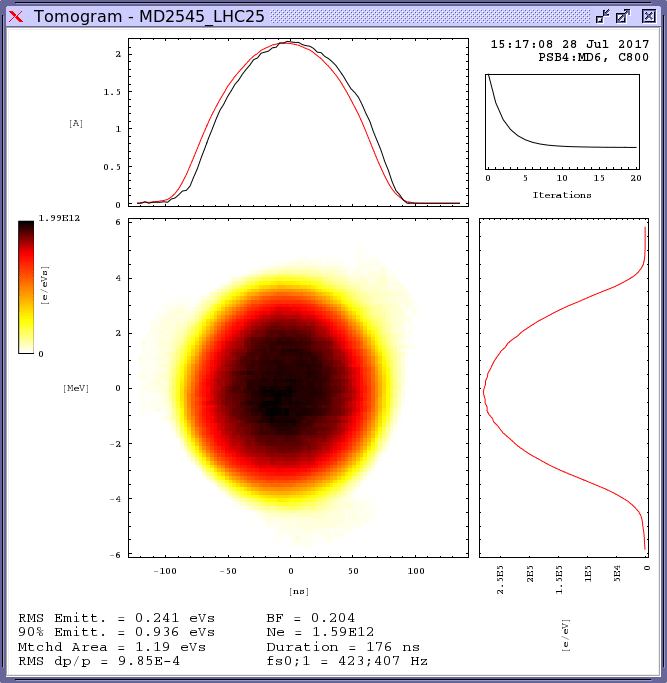 Tomogram - MD2545_LHC25
15:17:08 28 Jul 2017
PSB4:MD6, C800
2
1.5
[A]
1
0.5
0
0 5 10 15 20
Iterations
1.99E12
[e/eVs]
0
6
4
2
[MeV] 0
-2
-4
-6
-100 -50 0 50 100
[ns]
2.5E5 2E5 1.5E5 1E5 5E4 0
[e/eV]
RMS Emitt. = 0.241 eVs BF = 0.204
90% Emitt. = 0.936 eVs Ne = 1.59E12
Mtchd Area = 1.19 eVs Duration = 176 ns
RMS dp/p = 9.85E-4 fs0;1 = 423;407 Hz